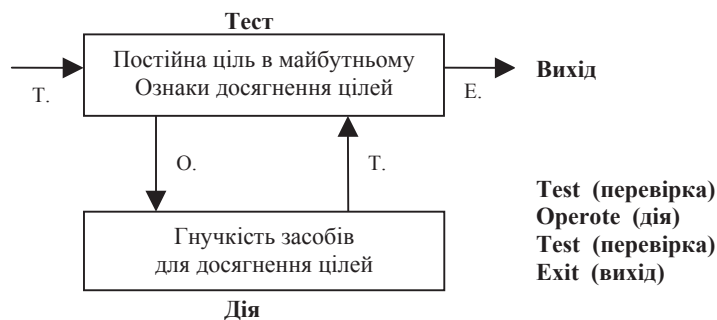 Тест
Постійна ціль в майбутньому
Ознаки досягнення цілей
Вихід
Т.
Е.
О.
Т.
Гнучкість засобів
для досягнення цілей
Дія
Test (перевірка)
Operote (дія)
Test (перевірка)
Exit (вихід)